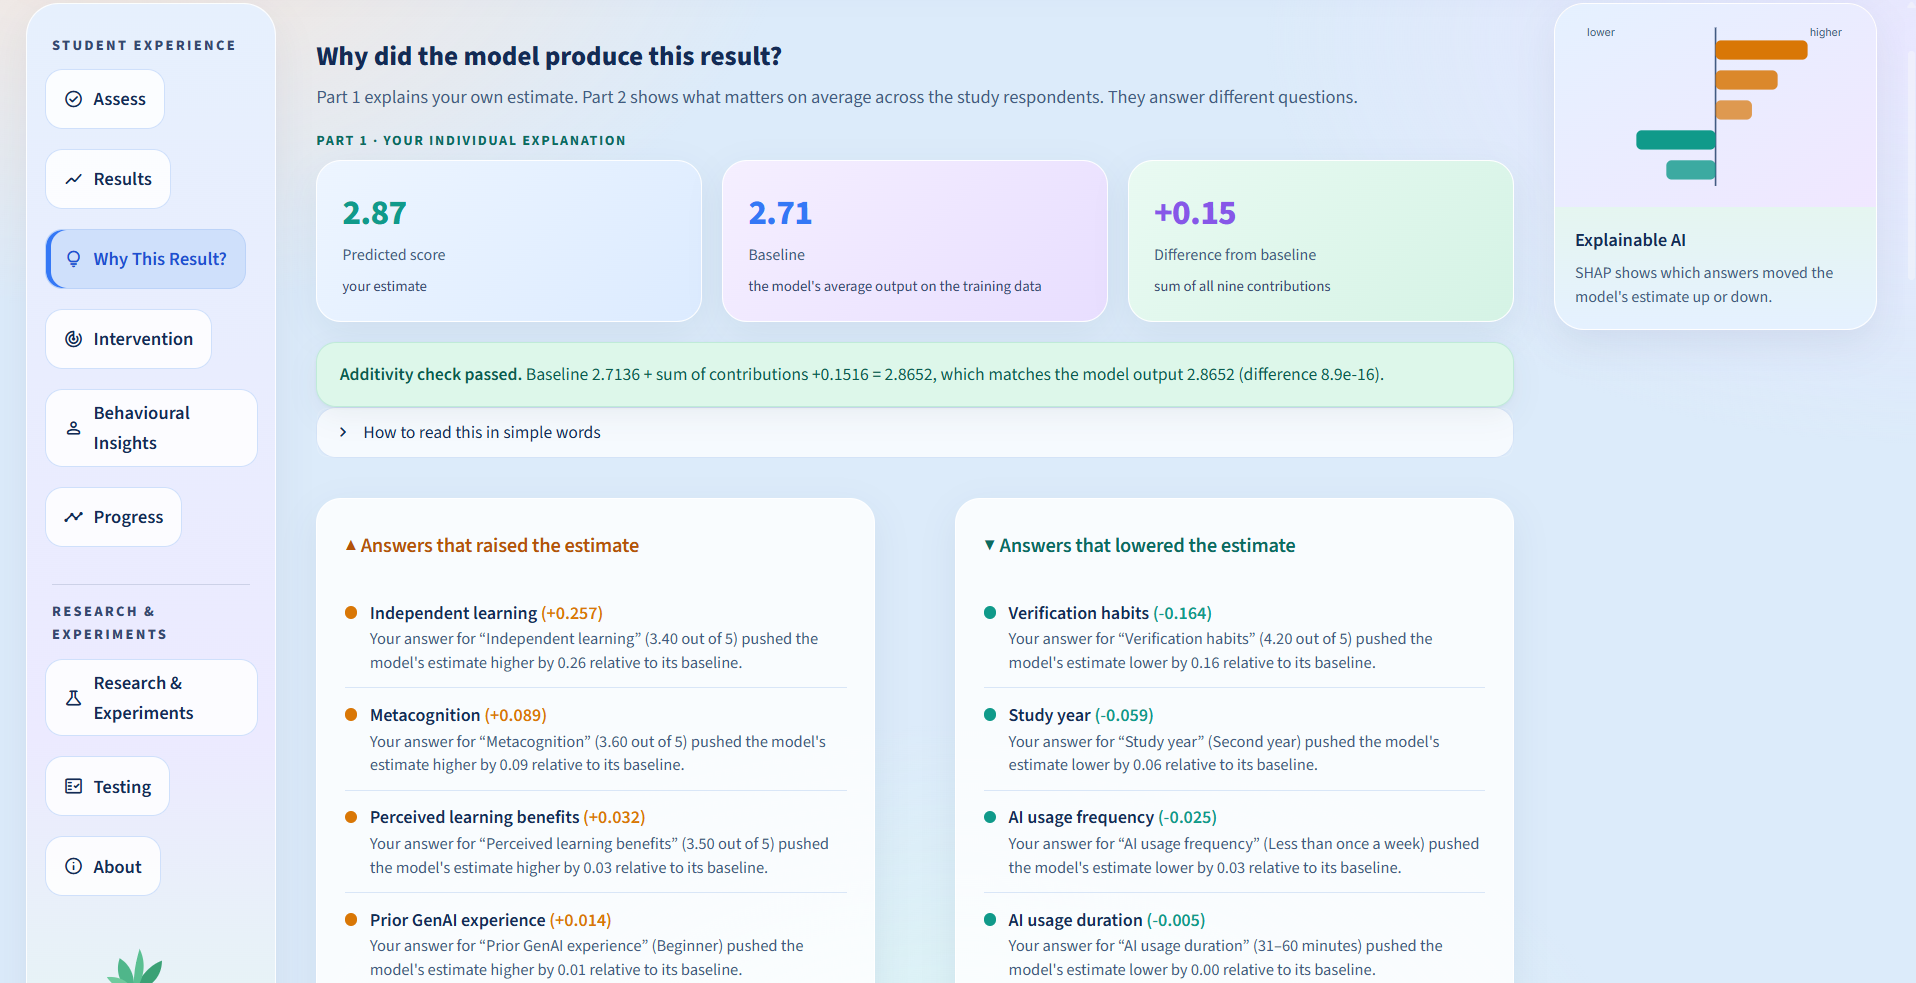 STUDENT EXPERIENCE
Assess
Results
Why This Result?
Intervention
Behavioural
Insights
Progress
RESEARCH &
EXPERIMENTS
Research &
Experiments
Testing
About
Why did the model produce this result?
Part 1 explains your own estimate. Part 2 shows what matters on average across the study respondents. They answer different questions.
PART 1 · YOUR INDIVIDUAL EXPLANATION
2.87
Predicted score
your estimate
2.71
Baseline
the model's average output on the training data
+0.15
Difference from baseline
sum of all nine contributions
Additivity check passed. Baseline 2.7136 + sum of contributions +0.1516 = 2.8652, which matches the model output 2.8652 (difference 8.9e-16).
How to read this in simple words
▲ Answers that raised the estimate
Independent learning (+0.257)
Your answer for “Independent learning” (3.40 out of 5) pushed the
model's estimate higher by 0.26 relative to its baseline.
Metacognition (+0.089)
Your answer for “Metacognition” (3.60 out of 5) pushed the model's
estimate higher by 0.09 relative to its baseline.
Perceived learning benefits (+0.032)
Your answer for “Perceived learning benefits” (3.50 out of 5) pushed
the model's estimate higher by 0.03 relative to its baseline.
Prior GenAI experience (+0.014)
Your answer for “Prior GenAI experience” (Beginner) pushed the
model's estimate higher by 0.01 relative to its baseline.
▼ Answers that lowered the estimate
Verification habits (-0.164)
Your answer for “Verification habits” (4.20 out of 5) pushed the
model's estimate lower by 0.16 relative to its baseline.
Study year (-0.059)
Your answer for “Study year” (Second year) pushed the model's
estimate lower by 0.06 relative to its baseline.
AI usage frequency (-0.025)
Your answer for “AI usage frequency” (Less than once a week) pushed
the model's estimate lower by 0.03 relative to its baseline.
AI usage duration (-0.005)
Your answer for “AI usage duration” (31–60 minutes) pushed the
model's estimate lower by 0.00 relative to its baseline.
lower
higher
Explainable AI
SHAP shows which answers moved the
model's estimate up or down.